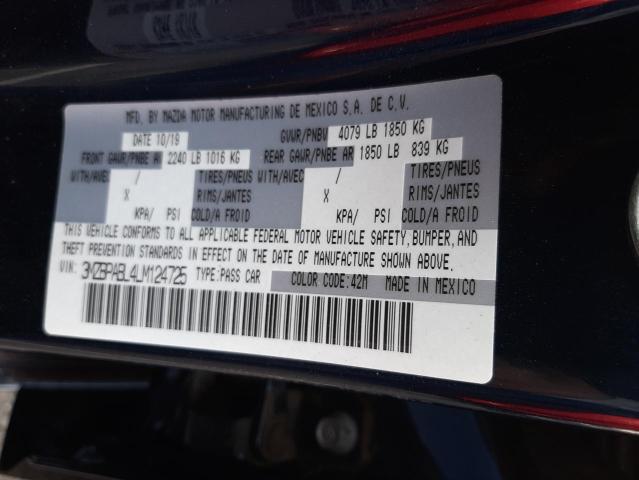 MFD. BY MAZDA MOTOR MANUFACTURING DE MEXICO S.A. DE C.V.
DATE 10/19 GVWR/PNBV 4079 LB 1850 KG
FRONT GAWR/PNBE AV 2240 LB 1016 KG REAR GAWR/PNBE AR 1850 LB 839 KG
WITH/AVEC / TIRES/PNEUS WITH/AVEC / TIRES/PNEUS
X RIMS/JANTES X RIMS/JANTES
KPA/ PSI COLD/A FROID KPA/ PSI COLD/A FROID
THIS VEHICLE CONFORMS TO ALL APPLICABLE FEDERAL MOTOR VEHICLE SAFETY, BUMPER, AND
THEFT PREVENTION STANDARDS IN EFFECT ON THE DATE OF MANUFACTURE SHOWN ABOVE.
VIN: 3MZBPABL4LM124725 TYPE:PASS CAR COLOR CODE:42M MADE IN MEXICO